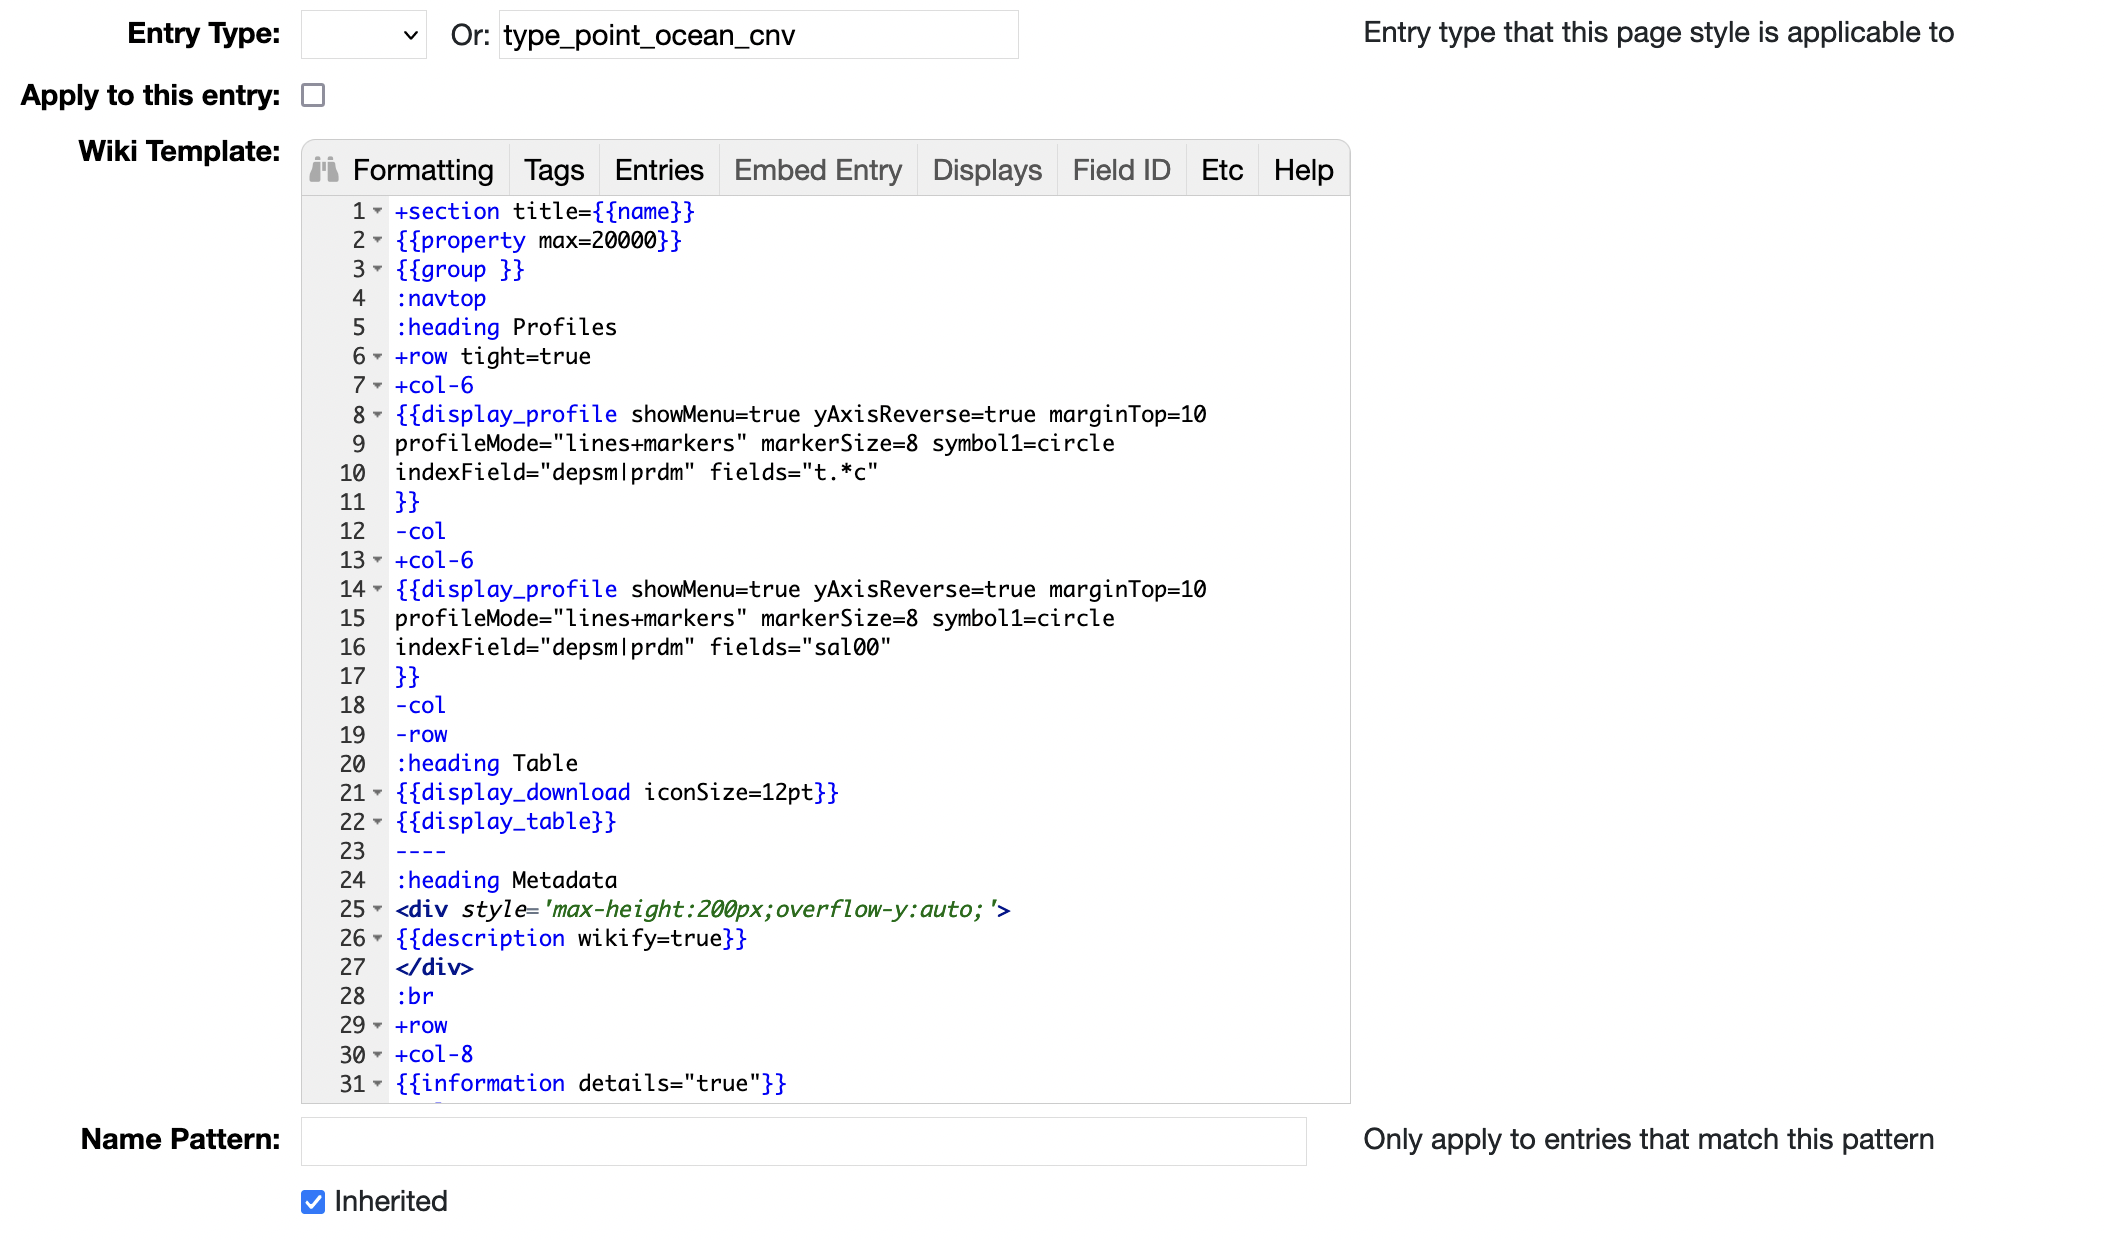 Entry Type: Or: type_point_ocean_cnv Entry type that this page style is applicable to
Apply to this entry:
Wiki Template:
Formatting Tags Entries Embed Entry Displays Field ID Etc Help
1 +section title={{name}}
2 {{property max=20000}}
3 {{group }}
4 :navtop
5 :heading Profiles
6 +row tight=true
7 +col-6
8 {{display_profile showMenu=true yAxisReverse=true marginTop=10
9 profileMode="lines+markers" markerSize=8 symbol1=circle
10 indexField="depsm|prdm" fields="t.*c"
11 }}
12 -col
13 +col-6
14 {{display_profile showMenu=true yAxisReverse=true marginTop=10
15 profileMode="lines+markers" markerSize=8 symbol1=circle
16 indexField="depsm|prdm" fields="sal00"
17 }}
18 -col
19 -row
20 :heading Table
21 {{display_download iconSize=12pt}}
22 {{display_table}}
23 ----
24 :heading Metadata
25 <div style='max-height:200px;overflow-y:auto;'>
26 {{description wikify=true}}
27 </div>
28 :br
29 +row
30 +col-8
31 {{information details="true"}}
Name Pattern: Only apply to entries that match this pattern
Inherited